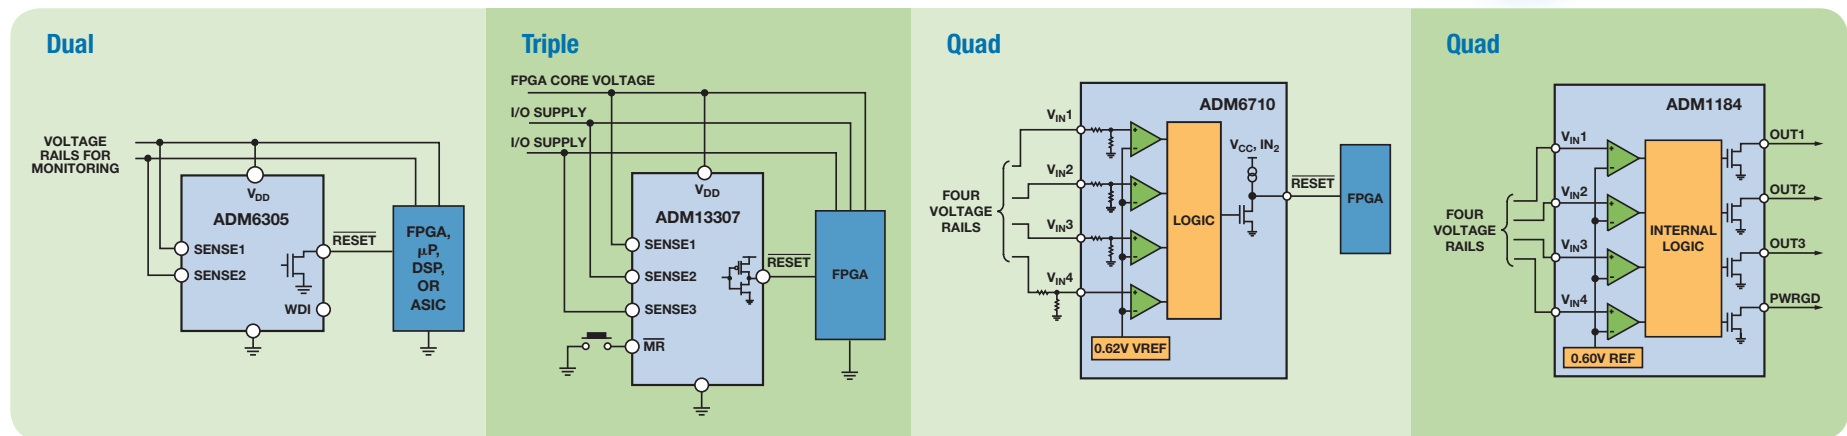 Dual
VOLTAGE
RAILS FOR
MONITORING
VDD
ADM6305
SENSE1
SENSE2
RESET
WDI
FPGA,
µP,
DSP,
OR
ASIC
Triple
FPGA CORE VOLTAGE
I/O SUPPLY
I/O SUPPLY
VDD
ADM13307
SENSE1
SENSE2
SENSE3
MR
RESET
FPGA
Quad
ADM6710
FOUR
VOLTAGE
RAILS
VIN1
VIN2
VIN3
VIN4
LOGIC
0.62V VREF
VCC, IN2
RESET
FPGA
Quad
ADM1184
FOUR
VOLTAGE
RAILS
VIN1
VIN2
VIN3
VIN4
INTERNAL
LOGIC
0.60V REF
OUT1
OUT2
OUT3
PWRGD